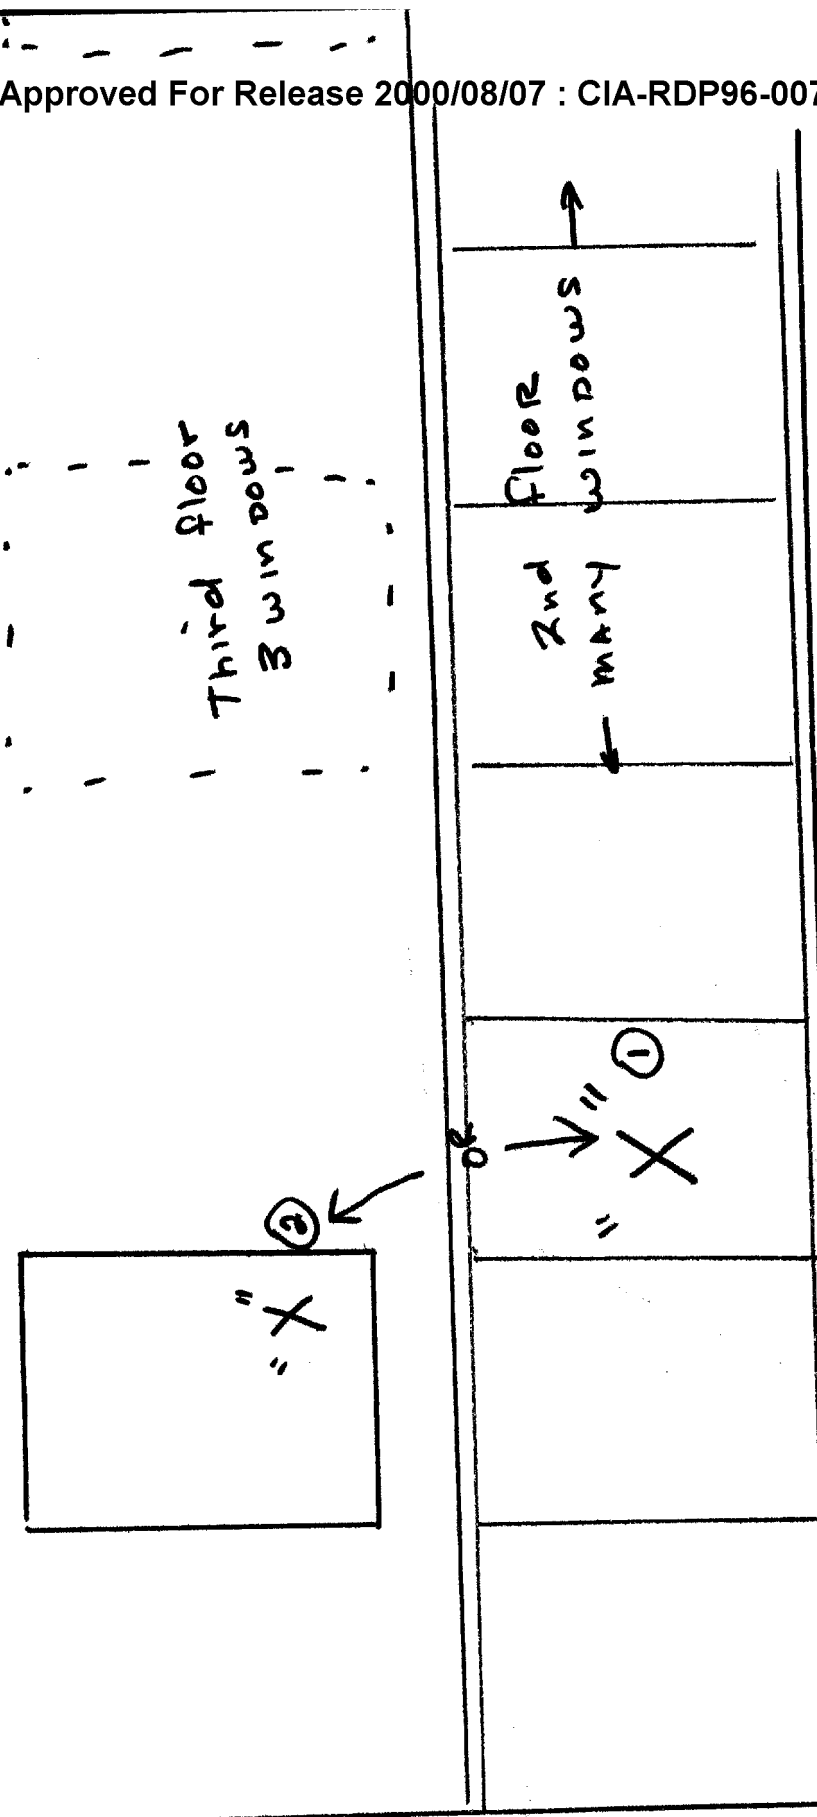 Approved For Release 2000/08/07 : CIA-RDP96-007
Third floor
3 winDows
2nd flooR
mAny winDows
②
OR
①
"X"
"X"